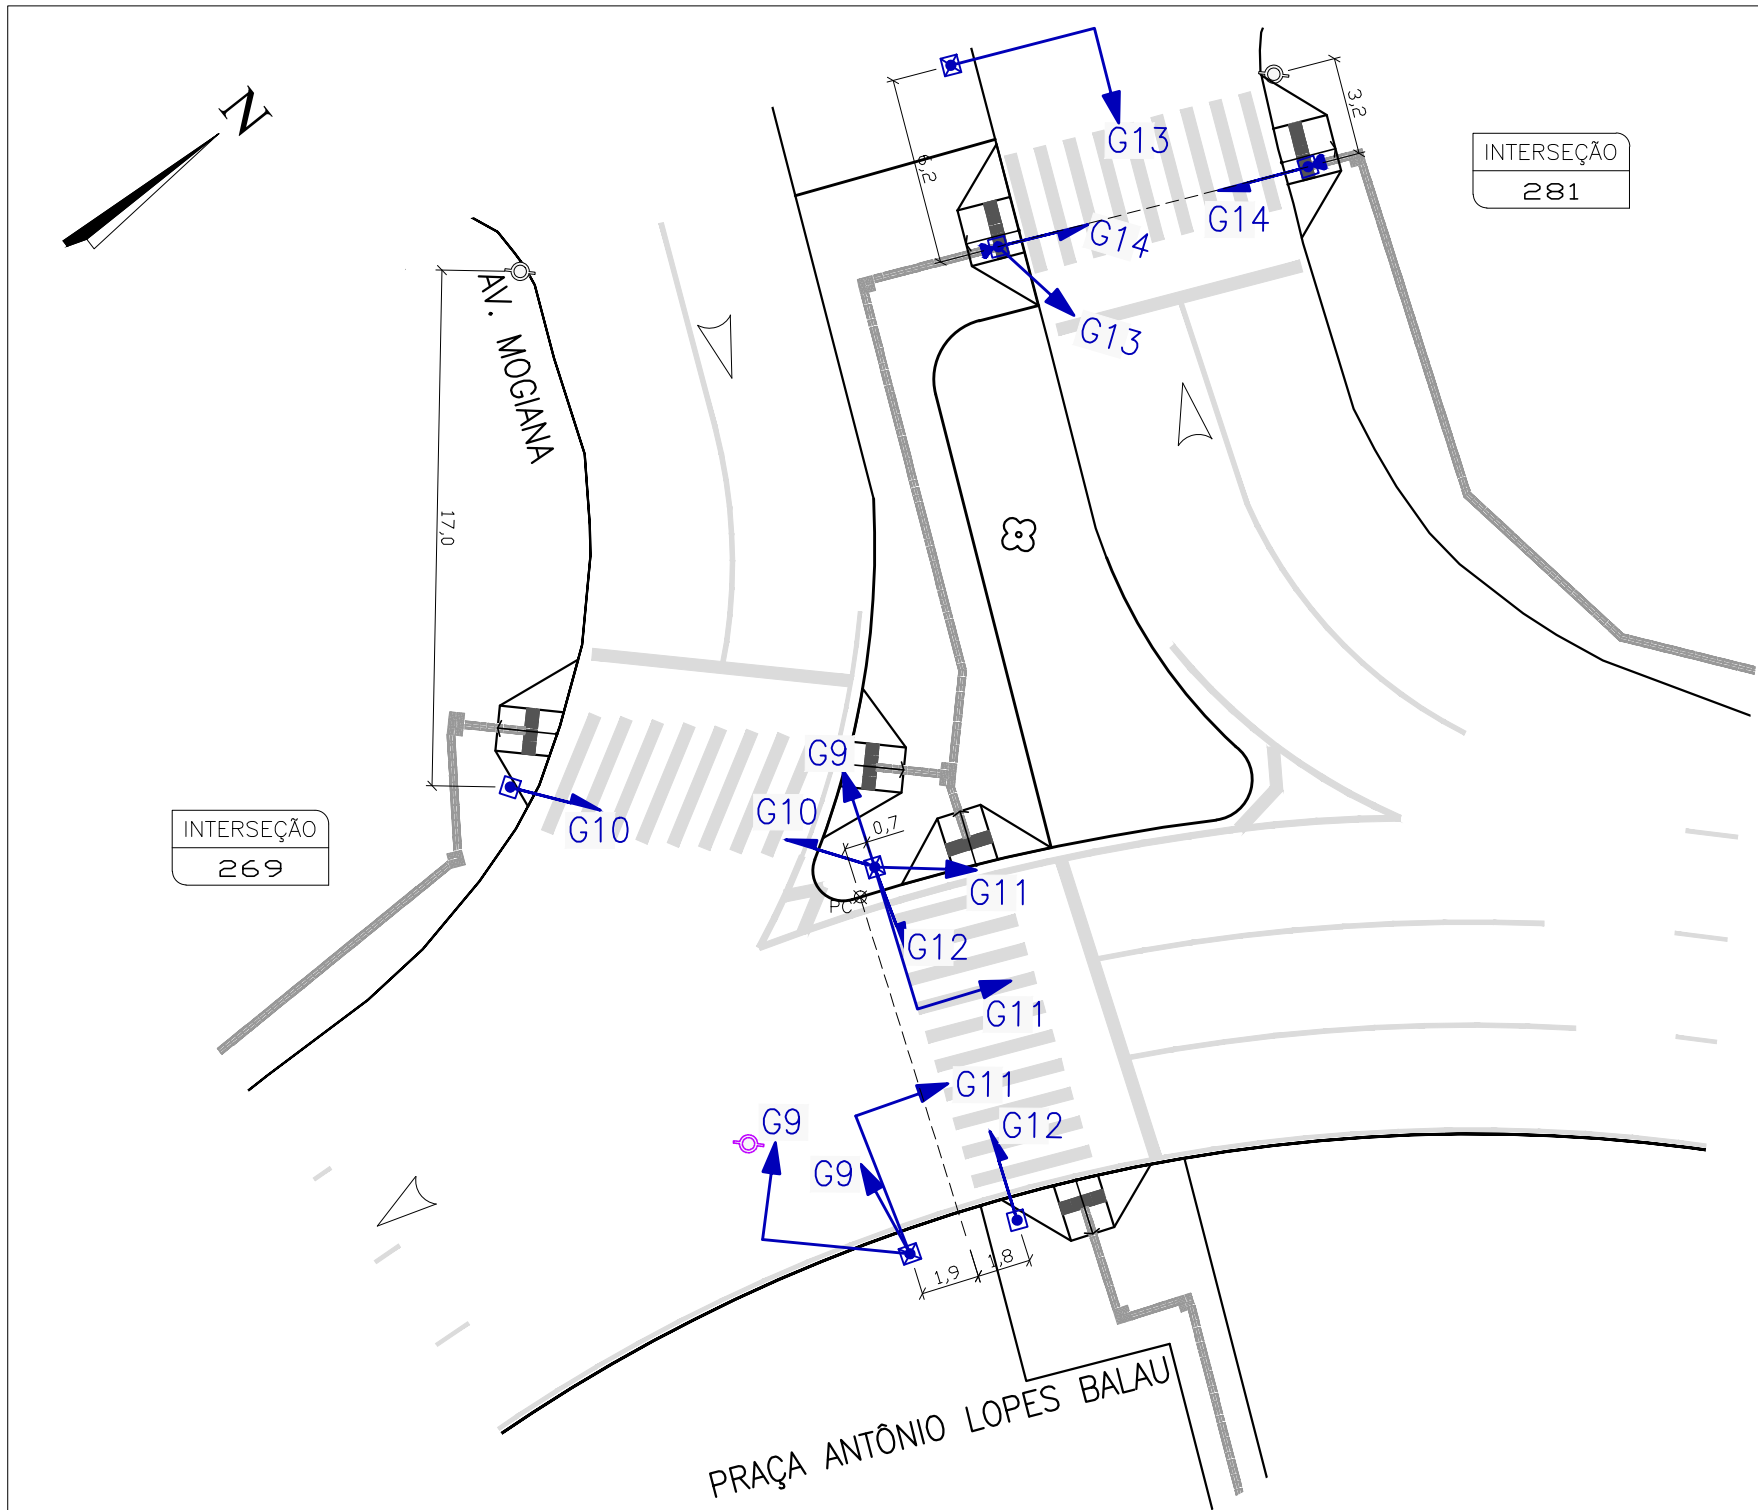 N
G13
3,2
INTERSEÇÃO
281
6,2
G14
G14
G13
AV. MOGIANA
17,0
G9
G10
0,7
G10
INTERSEÇÃO
269
G11
PC
G12
G11
G11
G9
G12
G9
1,9
1,8
PRAÇA ANTÔNIO LOPES BALAU